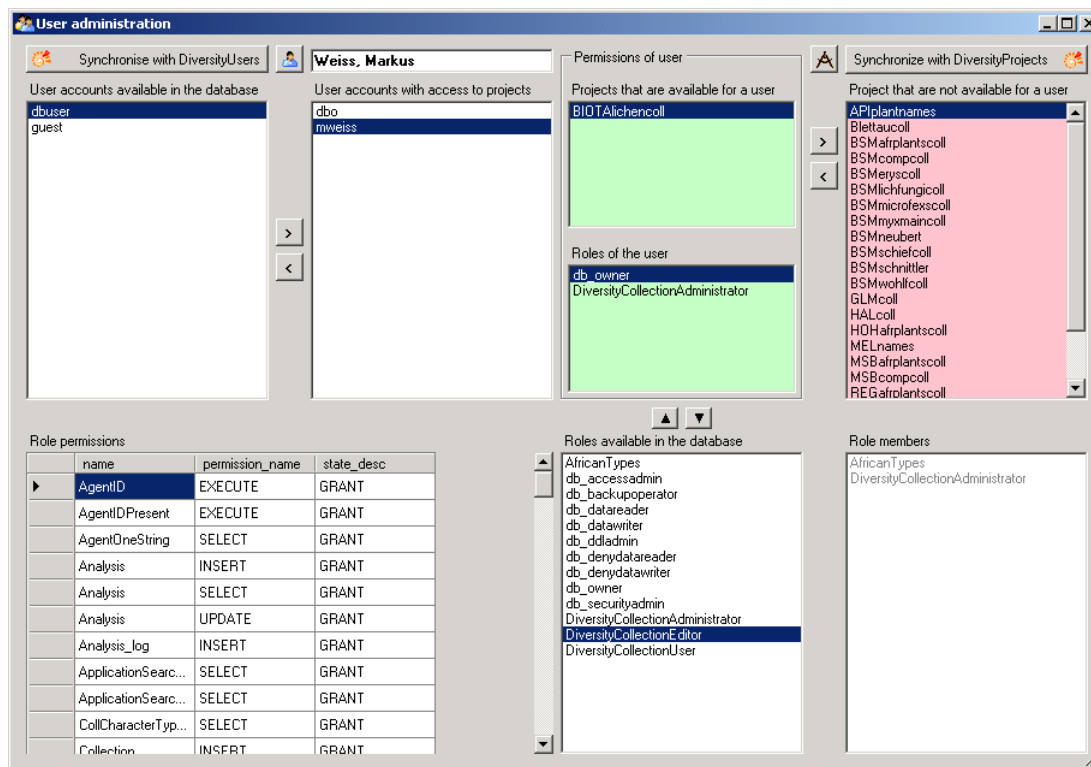 User administration
Synchronise with DiversityUsers
Weiss, Markus
Permissions of user
Synchronize with DiversityProjects
User accounts available in the database
dbuser
guest
User accounts with access to projects
dbo
mweiss
>
<
Projects that are available for a user
BIOTAlichencoll
Roles of the user
db_owner
DiversityCollectionAdministrator
>
<
Project that are not available for a user
APIplantnames
Blettaucoll
BSMafrplantscoll
BSMcompcoll
BSMeryscoll
BSMlichfungicoll
BSMmicrofexscoll
BSMmyxmaincoll
BSMneubert
BSMschiefcoll
BSMschnittler
BSMwohlfcoll
GLMcoll
HALcoll
HOHafrplantscoll
MELnames
MSBafrplantscoll
MSBcompcoll
REGafrplantscoll
Role permissions
name permission_name state_desc
AgentID EXECUTE GRANT
AgentIDPresent EXECUTE GRANT
AgentOneString SELECT GRANT
Analysis INSERT GRANT
Analysis SELECT GRANT
Analysis UPDATE GRANT
Analysis_log INSERT GRANT
ApplicationSearc... SELECT GRANT
ApplicationSearc... SELECT GRANT
CollCharacterTyp... SELECT GRANT
Collection INSERT GRANT
Roles available in the database
AfricanTypes
db_accessadmin
db_backupoperator
db_datareader
db_datawriter
db_ddladmin
db_denydatareader
db_denydatawriter
db_owner
db_securityadmin
DiversityCollectionAdministrator
DiversityCollectionEditor
DiversityCollectionUser
Role members
AfricanTypes
DiversityCollectionAdministrator